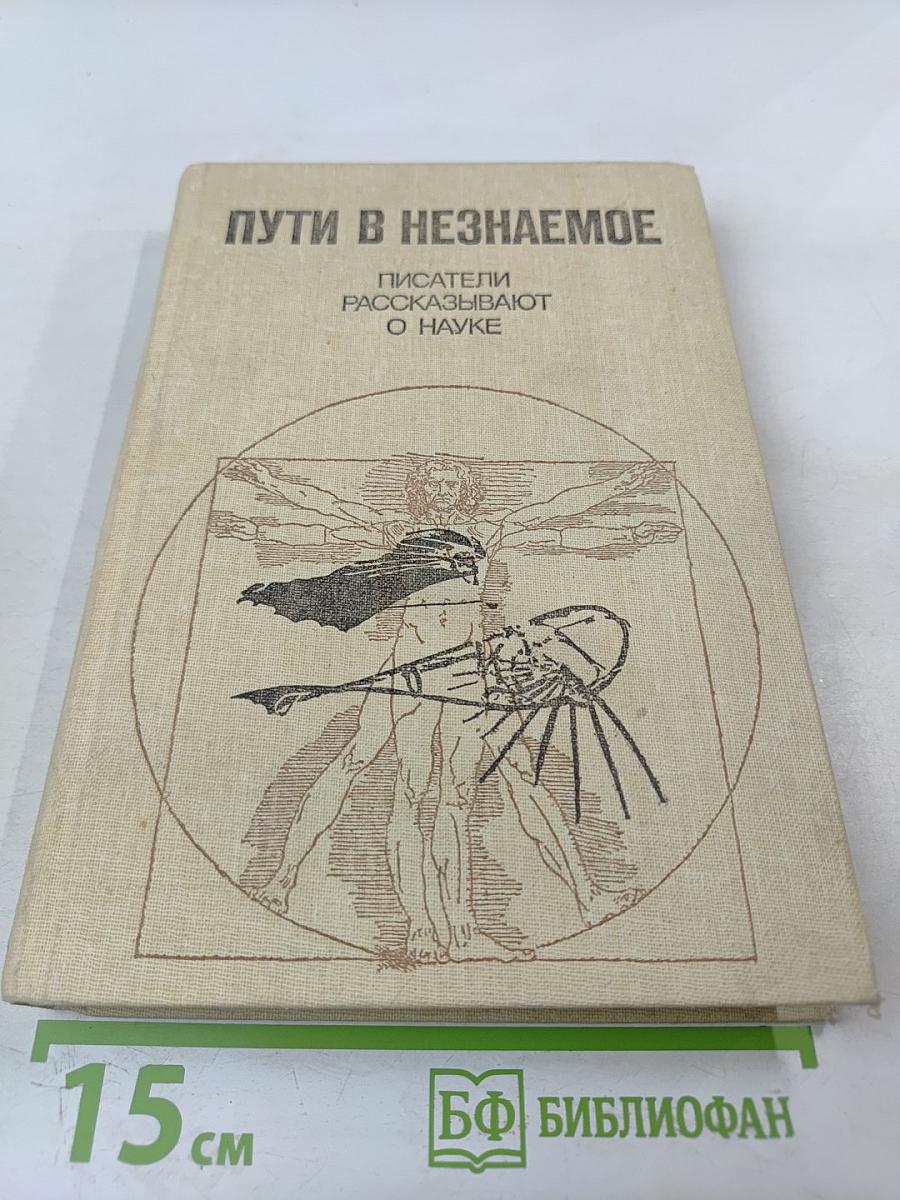 ПУТИ В НЕЗНАЕМОЕ
ПИСАТЕЛИ
РАССКАЗЫВАЮТ
О НАУКЕ
15 см
БФ БИБЛИОФАН